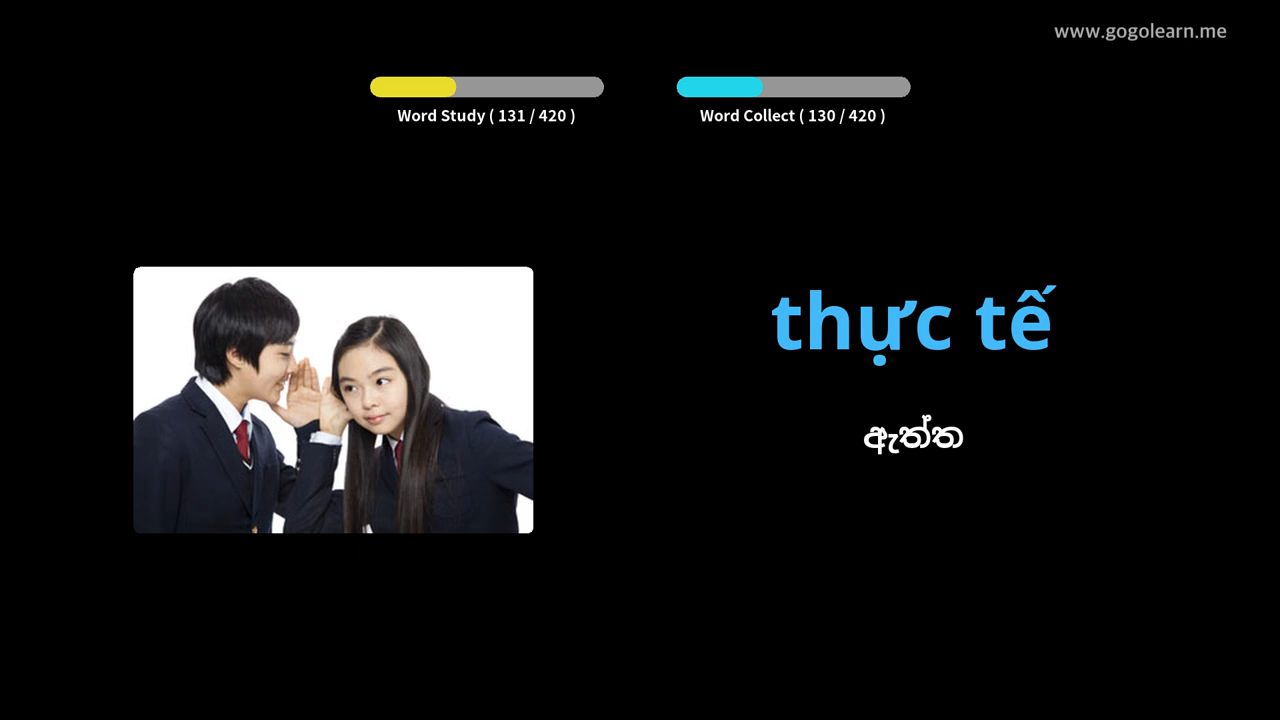 www.gogolearn.me
Word Study ( 131 / 420 )
Word Collect ( 130 / 420 )
thực tế
ඇත්ත